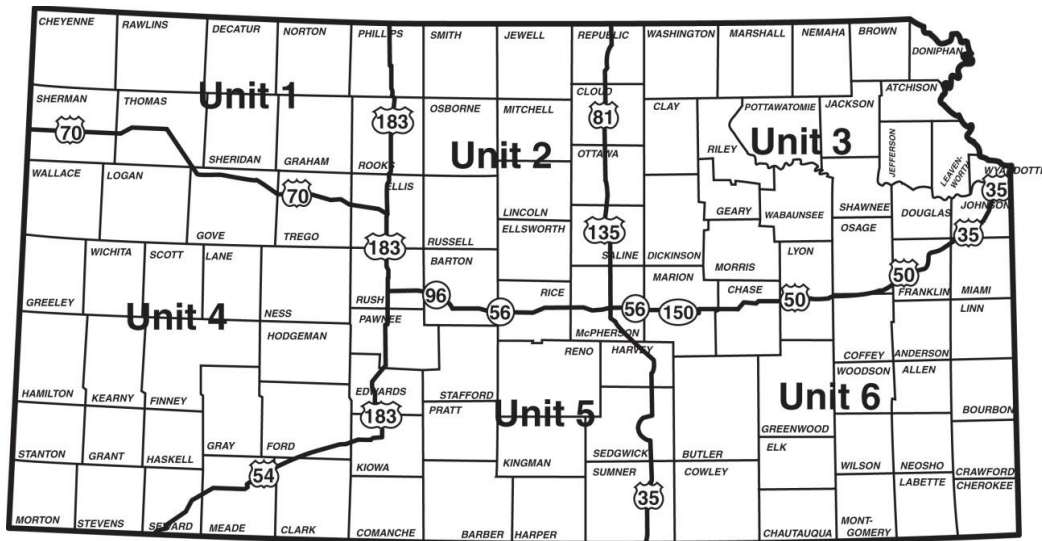 CHEYENNE
RAWLINS
DECATUR
NORTON
PHILLIPS
SMITH
JEWELL
REPUBLIC
WASHINGTON
MARSHALL
NEMAHA
BROWN
DONIPHAN
SHERMAN
THOMAS
Unit 1
SHERIDAN
GRAHAM
183
ROOKS
OSBORNE
MITCHELL
Unit 2
CLOUD
81
OTTAWA
CLAY
RILEY
POTTAWATOMIE
Unit 3
JACKSON
ATCHISON
JEFFERSON
LEAVEN-
WORTH
WYANDOTTE
70
WALLACE
LOGAN
GOVE
70
TREGO
ELLIS
183
RUSSELL
LINCOLN
ELLSWORTH
135
SALINE
DICKINSON
GEARY
WABAUNSEE
SHAWNEE
DOUGLAS
35
JOHNSON
35
OSAGE
LYON
MORRIS
GREELEY
WICHITA
SCOTT
LANE
NESS
Unit 4
RUSH
BARTON
96
56
RICE
56
McPHERSON
MARION
150
CHASE
50
50
FRANKLIN
MIAMI
LINN
HODGEMAN
PAWNEE
HAMILTON
KEARNY
FINNEY
EDWARDS
183
STAFFORD
RENO
HARVEY
COFFEY
ANDERSON
WOODSON
ALLEN
BOURBON
PRATT
Unit 5
Unit 6
GREENWOOD
STANTON
GRANT
HASKELL
GRAY
FORD
54
KIOWA
KINGMAN
SEDGWICK
SUMNER
35
BUTLER
COWLEY
ELK
WILSON
NEOSHO
LABETTE
CRAWFORD
CHEROKEE
MORTON
STEVENS
SEWARD
MEADE
CLARK
COMANCHE
BARBER
HARPER
CHAUTAUQUA
MONT-
GOMERY